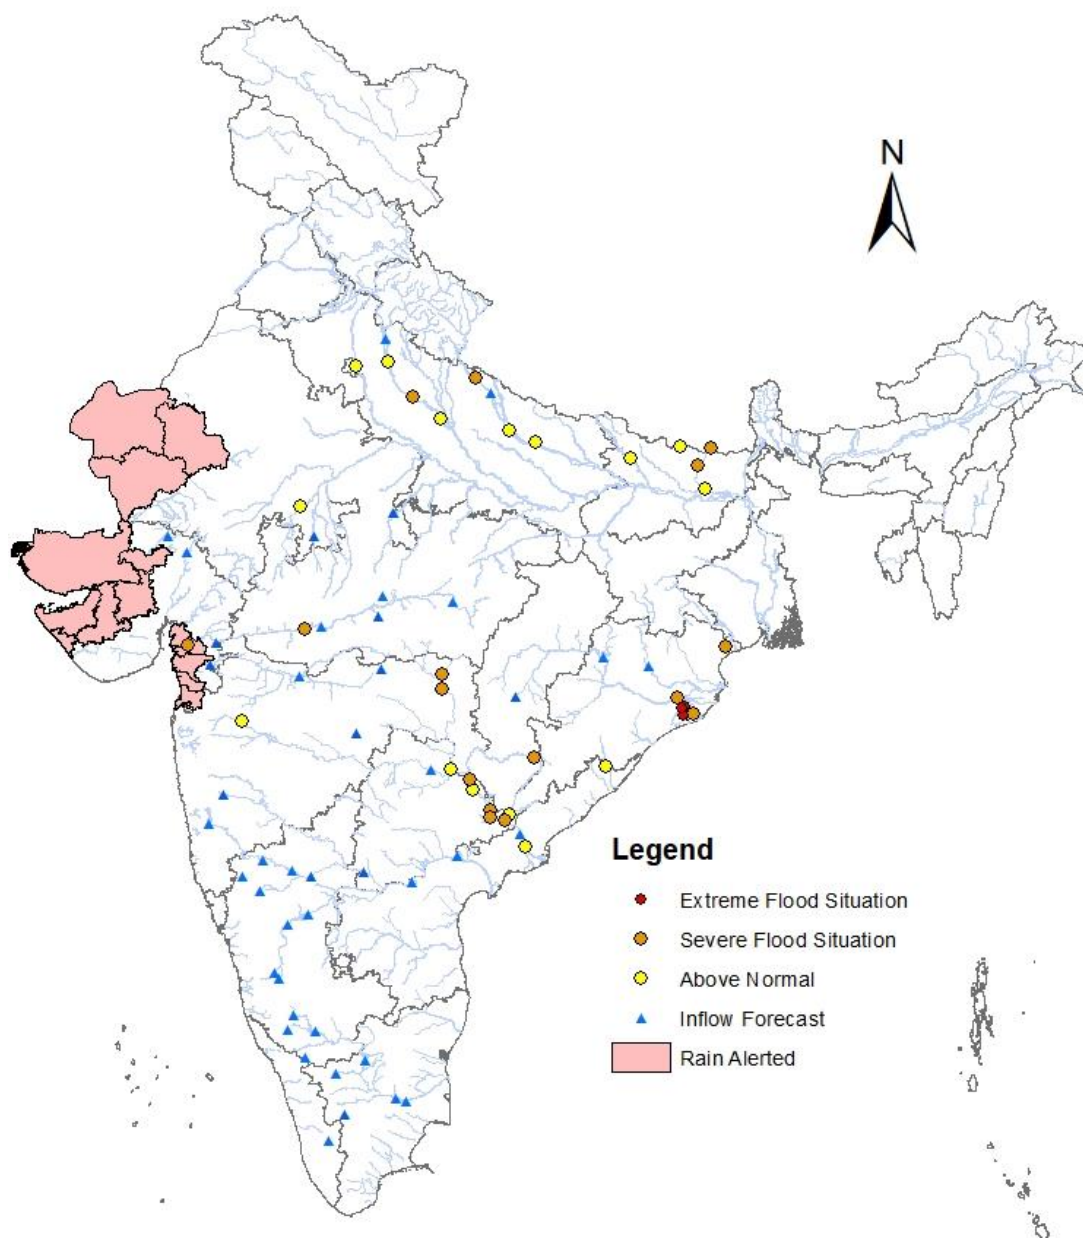 N
Legend
Extreme Flood Situation
Severe Flood Situation
Above Normal
Inflow Forecast
Rain Alerted